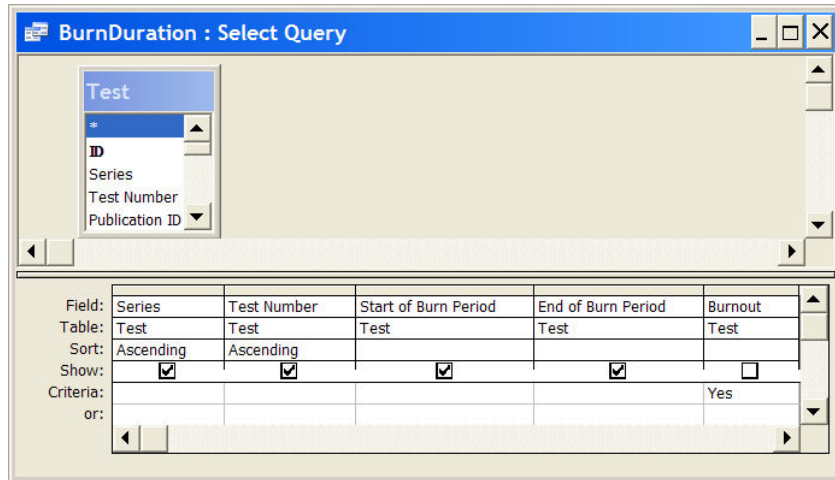 BurnDuration : Select Query
Test
*
ID
Series
Test Number
Publication ID
Field: Series Test Number Start of Burn Period End of Burn Period Burnout
Table: Test Test Test Test Test
Sort: Ascending Ascending
Show:
Criteria: Yes
or: